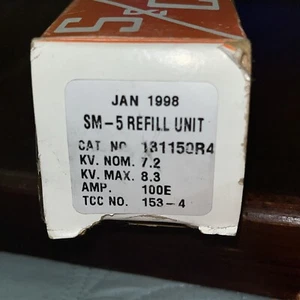 S&C
JAN 1998
SM-5 REFILL UNIT
CAT. NO. 131150R4
KV. NOM. 7.2
KV. MAX. 8.3
AMP. 100E
TCC NO. 153-4